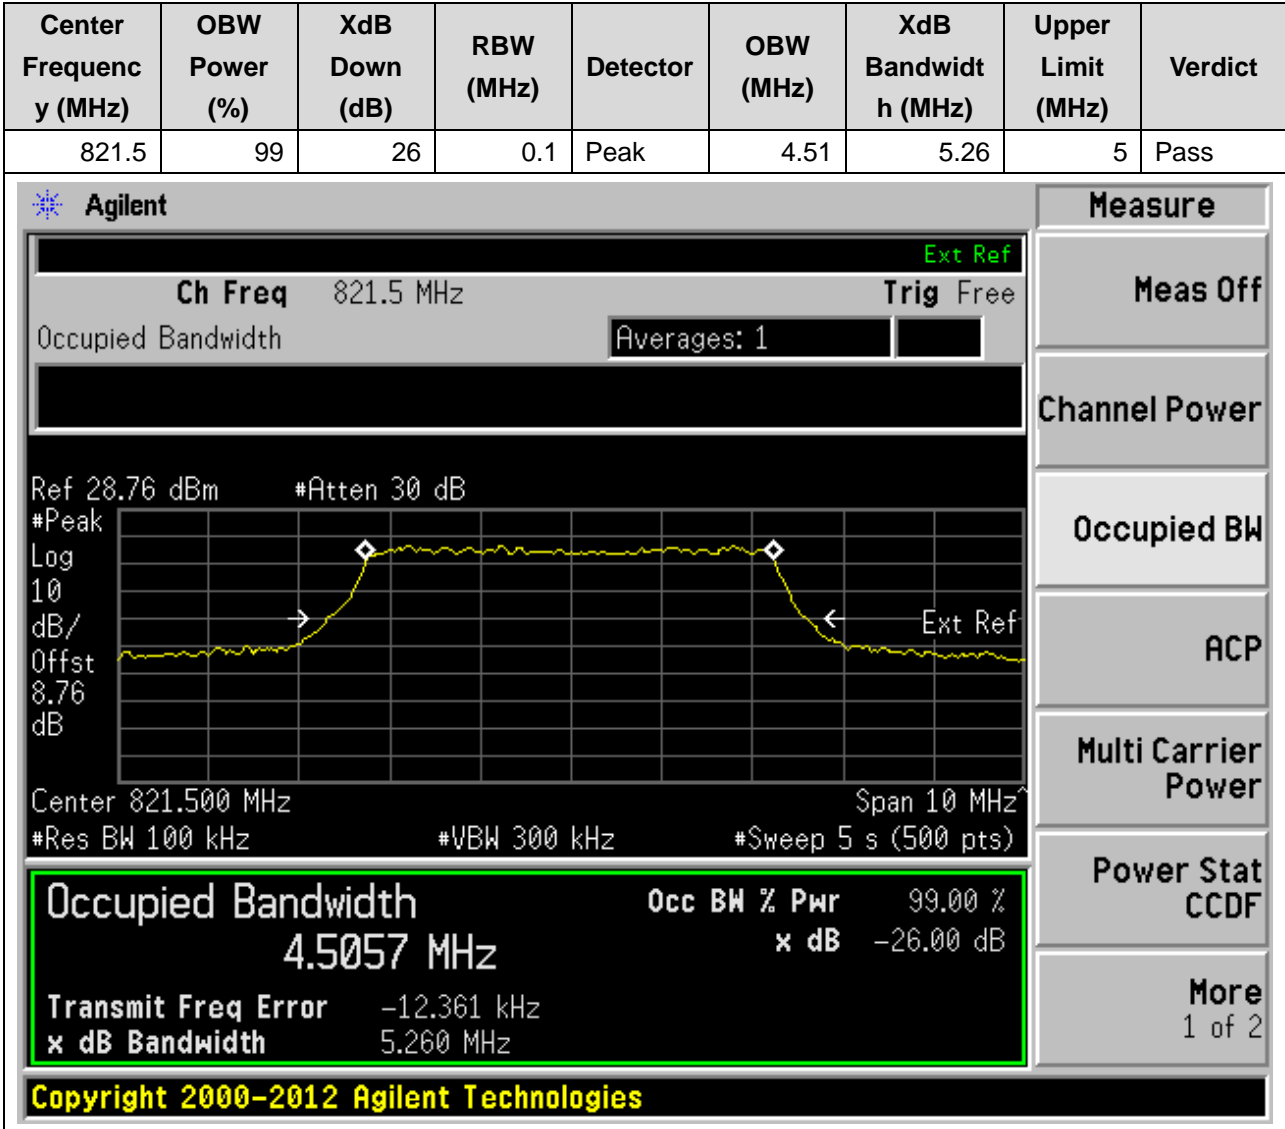 Center Frequency (MHz) OBW Power (%) XdB Down (dB) RBW (MHz) Detector OBW (MHz) XdB Bandwidth (MHz) Upper Limit (MHz) Verdict
821.5 99 26 0.1 Peak 4.51 5.26 5 Pass
Agilent
Measure
Ext Ref
Ch Freq 821.5 MHz Trig Free
Meas Off
Occupied Bandwidth Averages: 1
Channel Power
Ref 28.76 dBm #Atten 30 dB
#Peak
Log
10
dB/
Offst
8.76
dB
Ext Ref
Occupied BW
ACP
Center 821.500 MHz Span 10 MHz^
#Res BW 100 kHz #VBW 300 kHz #Sweep 5 s (500 pts)
Multi Carrier
Power
Occupied Bandwidth Occ BW % Pwr 99.00 %
4.5057 MHz x dB -26.00 dB
Power Stat
CCDF
Transmit Freq Error -12.361 kHz
x dB Bandwidth 5.260 MHz
More
1 of 2
Copyright 2000-2012 Agilent Technologies